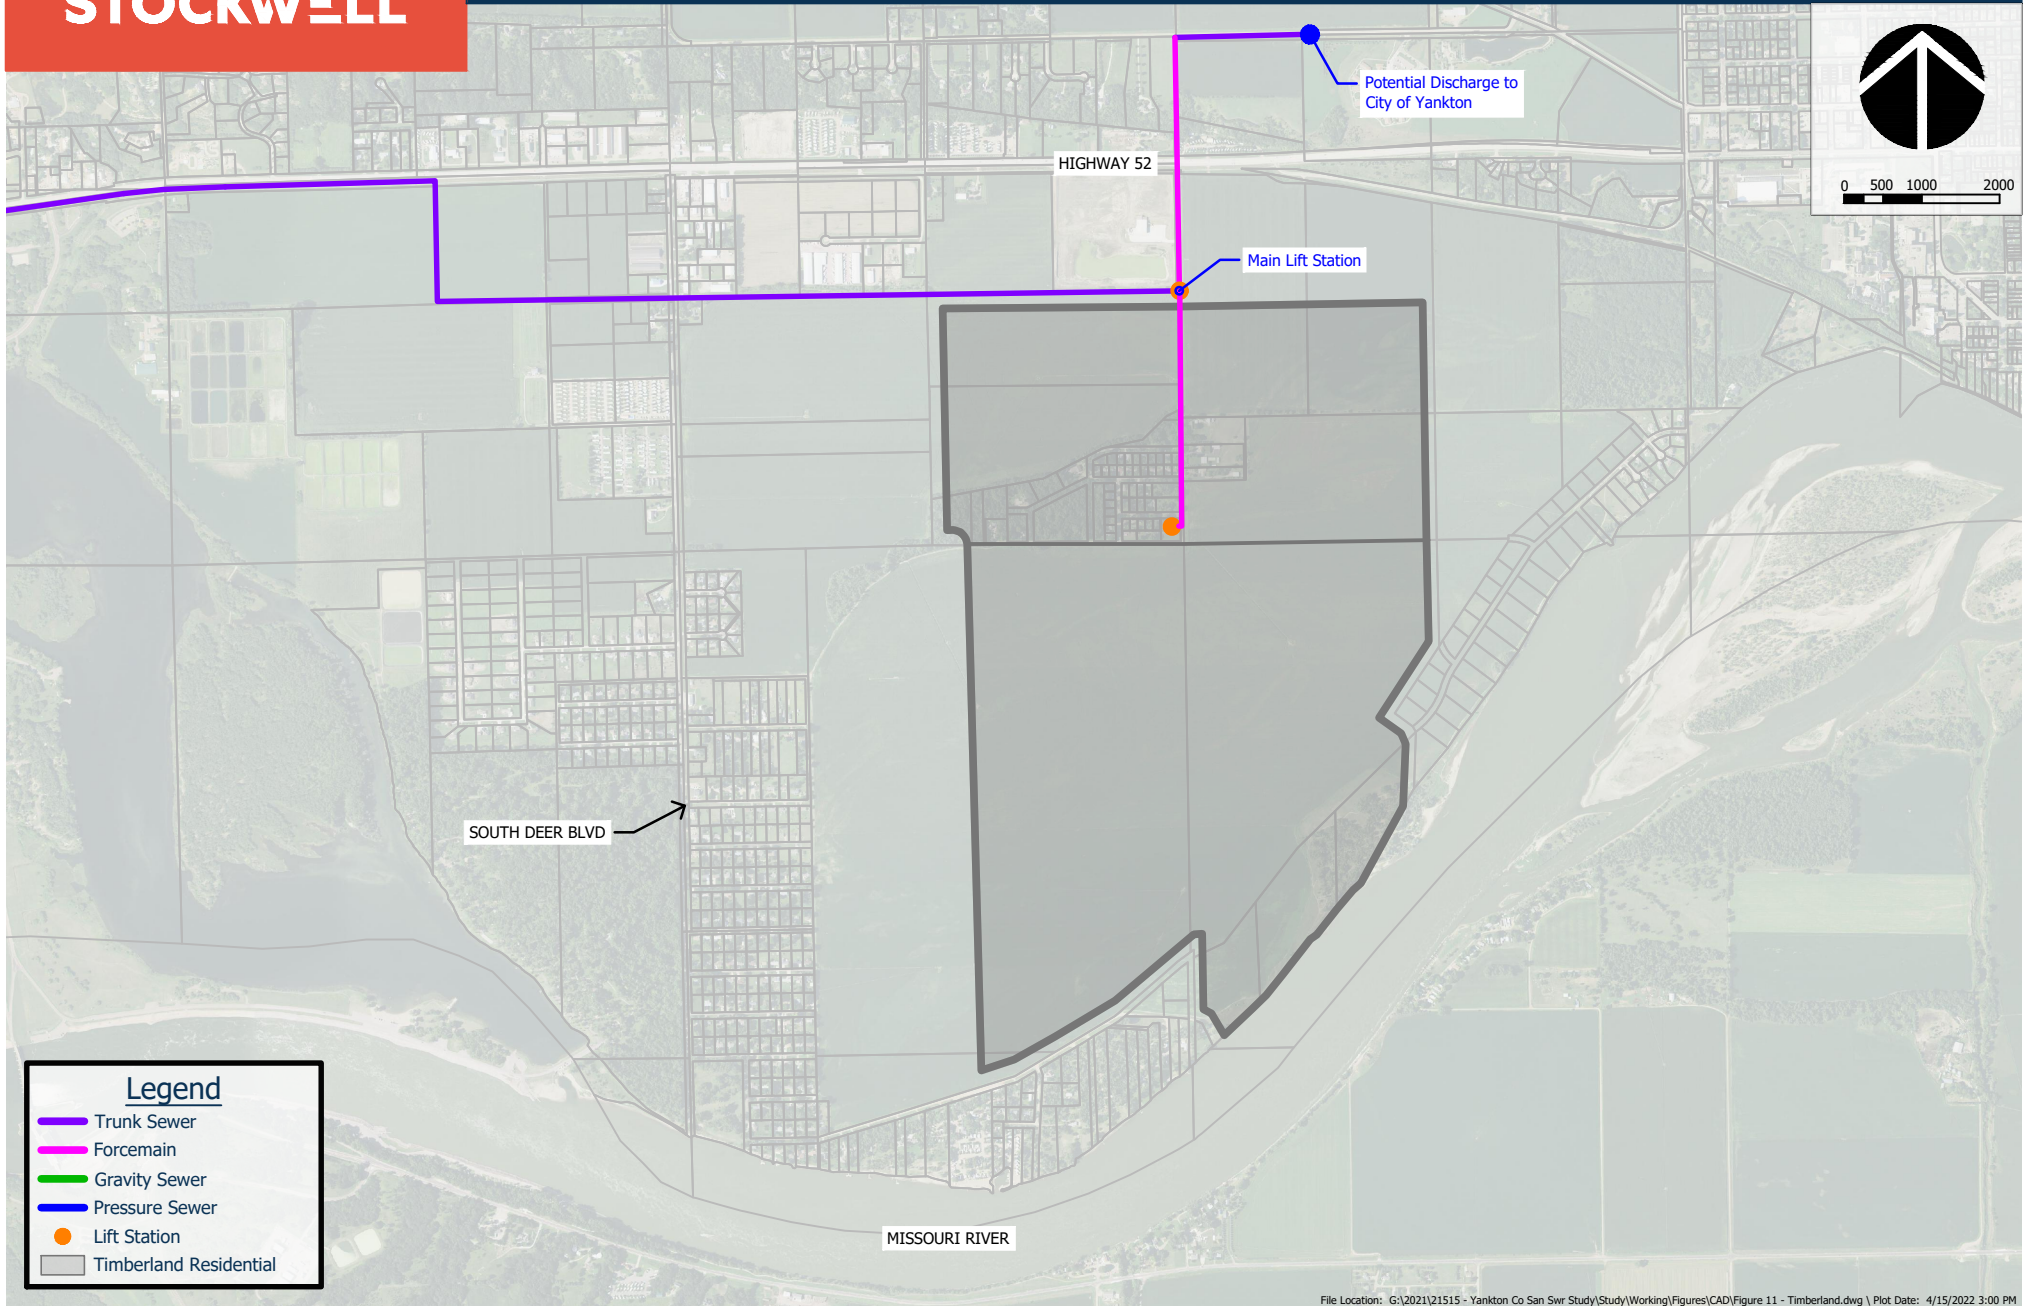 STOCKWELL
Potential Discharge to
City of Yankton
HIGHWAY 52
0 500 1000 2000
Main Lift Station
SOUTH DEER BLVD
Legend
Trunk Sewer
Forcemain
Gravity Sewer
Pressure Sewer
Lift Station
Timberland Residential
MISSOURI RIVER
File Location: G:\2021\21515 - Yankton Co San Swr Study\Study\Working\Figures\CAD\Figure 11 - Timberland.dwg \ Plot Date: 4/15/2022 3:00 PM